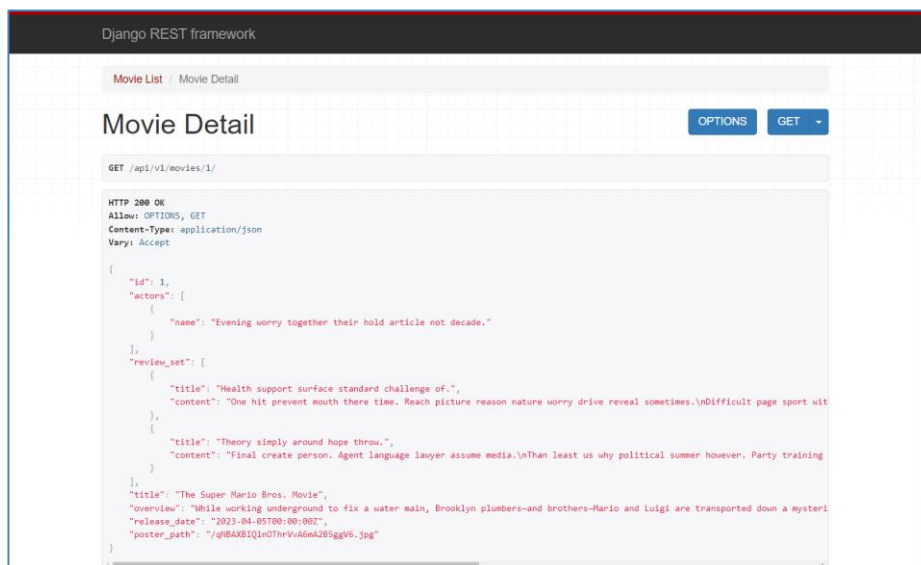 Django REST framework
Movie List / Movie Detail
Movie Detail
OPTIONS
GET
GET /api/v1/movies/1/
HTTP 200 OK
Allow: OPTIONS, GET
Content-Type: application/json
Vary: Accept
{
"id": 1,
"actors": [
{
"name": "Evening worry together their hold article not decade."
}
],
"review_set": [
{
"title": "Health support surface standard challenge of.",
"content": "One hit prevent mouth there time. Reach picture reason nature worry drive reveal sometimes.\nDifficult page sport wit
},
{
"title": "Theory simply around hope throw.",
"content": "Final create person. Agent language lawyer assume media.\nThan least us why political summer however. Party training
}
],
"title": "The Super Mario Bros. Movie",
"overview": "While working underground to fix a water main, Brooklyn plumbers—and brothers—Mario and Luigi are transported down a mysteri
"release_date": "2023-04-05T00:00:00Z",
"poster_path": "/qNBAXBIQlnOThrVvA6mA2B5ggV6.jpg"
}